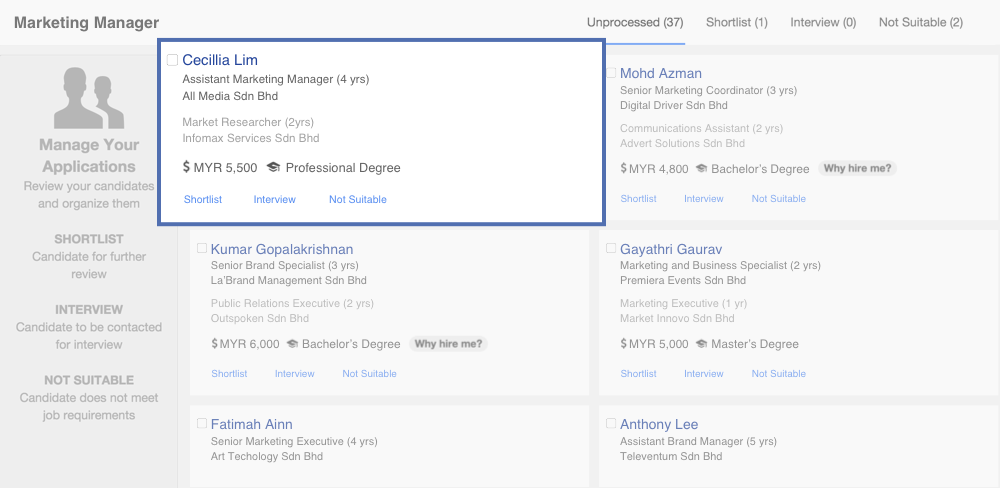 Marketing Manager
Unprocessed (37) Shortlist (1) Interview (0) Not Suitable (2)
Manage Your
Applications
Review your candidates
and organize them
SHORTLIST
Candidate for further
review
INTERVIEW
Candidate to be contacted
for interview
NOT SUITABLE
Candidate does not meet
job requirements
Cecillia Lim
Assistant Marketing Manager (4 yrs)
All Media Sdn Bhd
Market Researcher (2yrs)
Infomax Services Sdn Bhd
$ MYR 5,500 Professional Degree
Shortlist Interview Not Suitable
Mohd Azman
Senior Marketing Coordinator (3 yrs)
Digital Driver Sdn Bhd
Communications Assistant (2 yrs)
Advert Solutions Sdn Bhd
$ MYR 4,800 Bachelor's Degree Why hire me?
Shortlist Interview Not Suitable
Kumar Gopalakrishnan
Senior Brand Specialist (3 yrs)
La'Brand Management Sdn Bhd
Public Relations Executive (2 yrs)
Outspoken Sdn Bhd
$ MYR 6,000 Bachelor's Degree Why hire me?
Shortlist Interview Not Suitable
Gayathri Gaurav
Marketing and Business Specialist (2 yrs)
Premiera Events Sdn Bhd
Marketing Executive (1 yr)
Market Innovo Sdn Bhd
$ MYR 5,000 Master's Degree
Shortlist Interview Not Suitable
Fatimah Ainn
Senior Marketing Executive (4 yrs)
Art Techology Sdn Bhd
Anthony Lee
Assistant Brand Manager (5 yrs)
Televentum Sdn Bhd